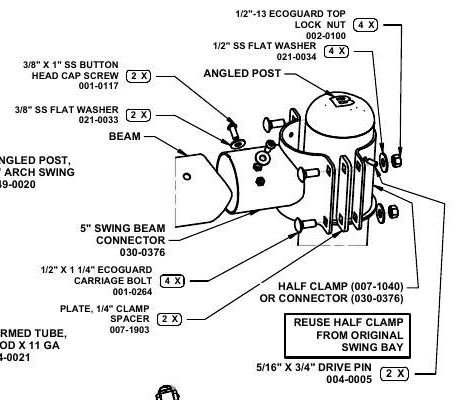 1/2"-13 ECOGUARD TOP
LOCK NUT 4 X
002-0100
1/2" SS FLAT WASHER
021-0034 4 X
ANGLED POST
3/8" X 1" SS BUTTON
HEAD CAP SCREW 2 X
001-0117
3/8" SS FLAT WASHER
021-0033 2 X
BEAM
NGLED POST,
ARCH SWING
49-0020
5" SWING BEAM
CONNECTOR
030-0376
1/2" X 1 1/4" ECOGUARD
CARRIAGE BOLT 4 X
001-0264
PLATE, 1/4" CLAMP
SPACER 2 X
007-1903
HALF CLAMP (007-1040)
OR CONNECTOR (030-0376)
REUSE HALF CLAMP
FROM ORIGINAL
SWING BAY
RMED TUBE,
OD X 11 GA
4-0021
5/16" X 3/4" DRIVE PIN
004-0005 2 X